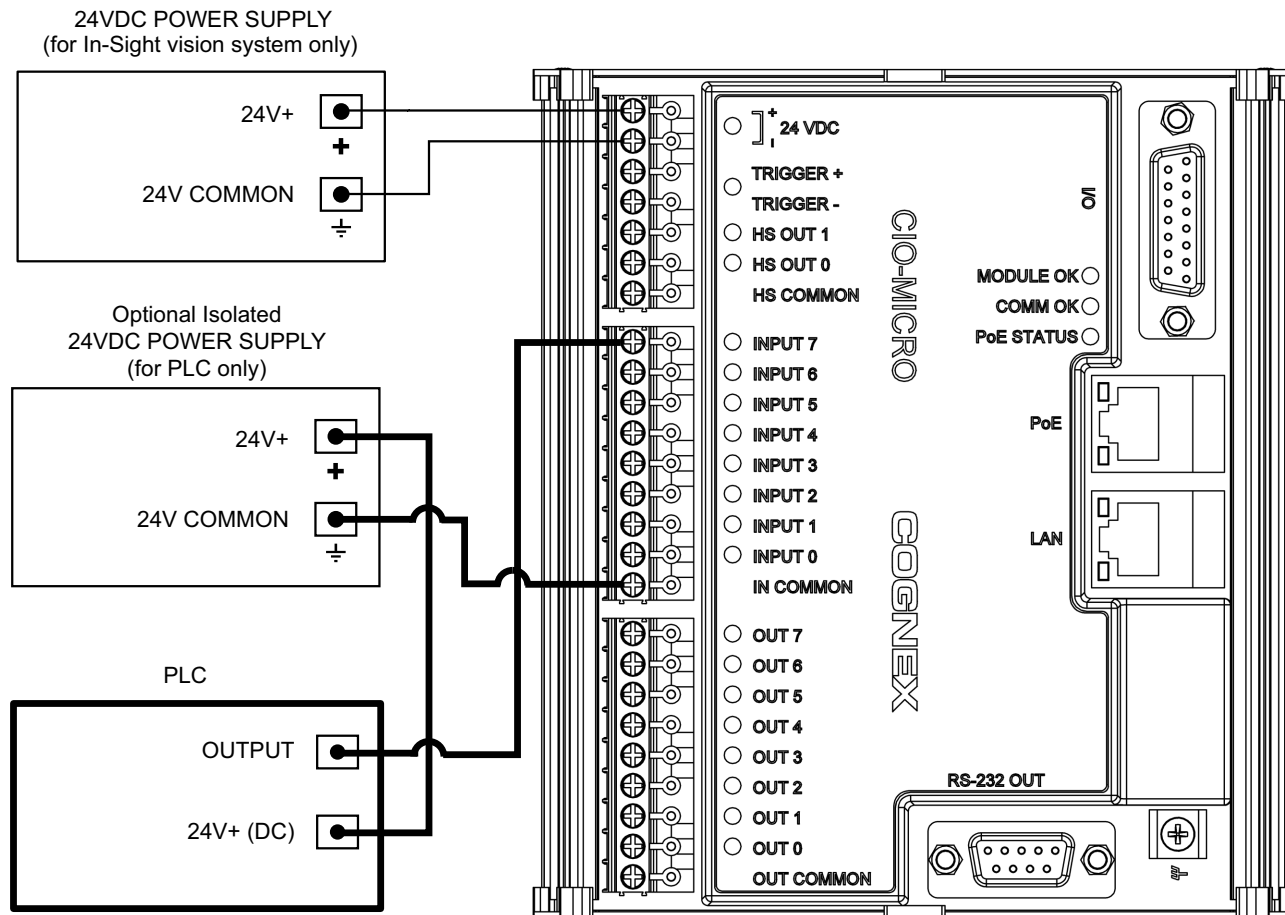 24VDC POWER SUPPLY
(for In-Sight vision system only)
24V+
+
24V COMMON
Optional Isolated
24VDC POWER SUPPLY
(for PLC only)
24V+
+
24V COMMON
PLC
OUTPUT
24V+ (DC)
+
24 VDC
-
TRIGGER +
TRIGGER -
HS OUT 1
HS OUT 0
HS COMMON
INPUT 7
INPUT 6
INPUT 5
INPUT 4
INPUT 3
INPUT 2
INPUT 1
INPUT 0
IN COMMON
OUT 7
OUT 6
OUT 5
OUT 4
OUT 3
OUT 2
OUT 1
OUT 0
OUT COMMON
CIO-MICRO
COGNEX
I/O
MODULE OK
COMM OK
PoE STATUS
PoE
LAN
RS-232 OUT